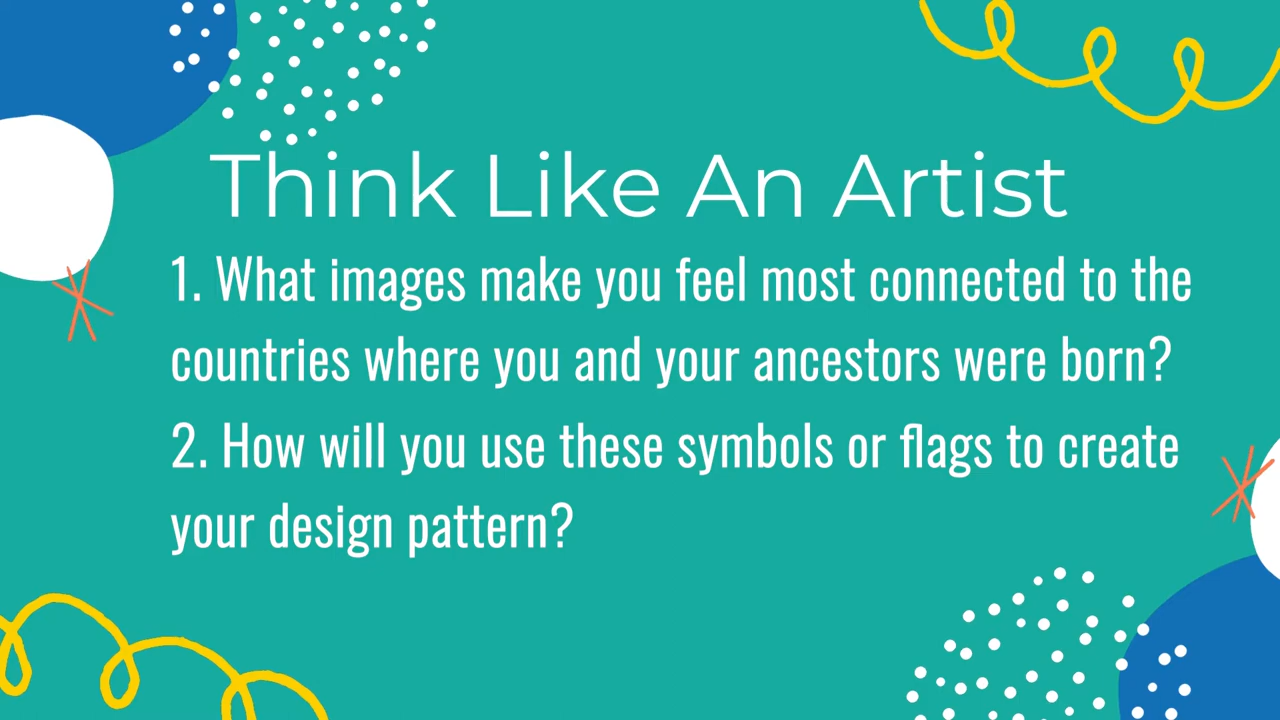 Think Like An Artist
1. What images make you feel most connected to the
countries where you and your ancestors were born?
2. How will you use these symbols or flags to create
your design pattern?